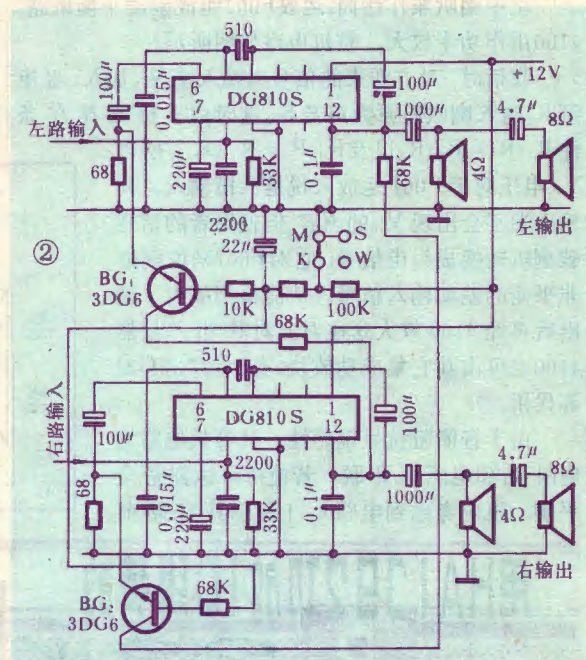 510
+12V
100μ
0.015μ
6
7
1
12
DG810S
100μ
1000μ
4.7μ
8Ω
左路输入
68
220μ
33K
0.1μ
68K
4Ω
2200
左输出
②
22μ
M
S
K
W
BG₁
3DG6
10K
100K
68K
510
右路输入
6
7
1
12
DG810S
100μ
100μ
2200
1000μ
4.7μ
8Ω
68
0.015μ
220μ
33K
0.1μ
4Ω
右输出
BG₂
3DG6
68K